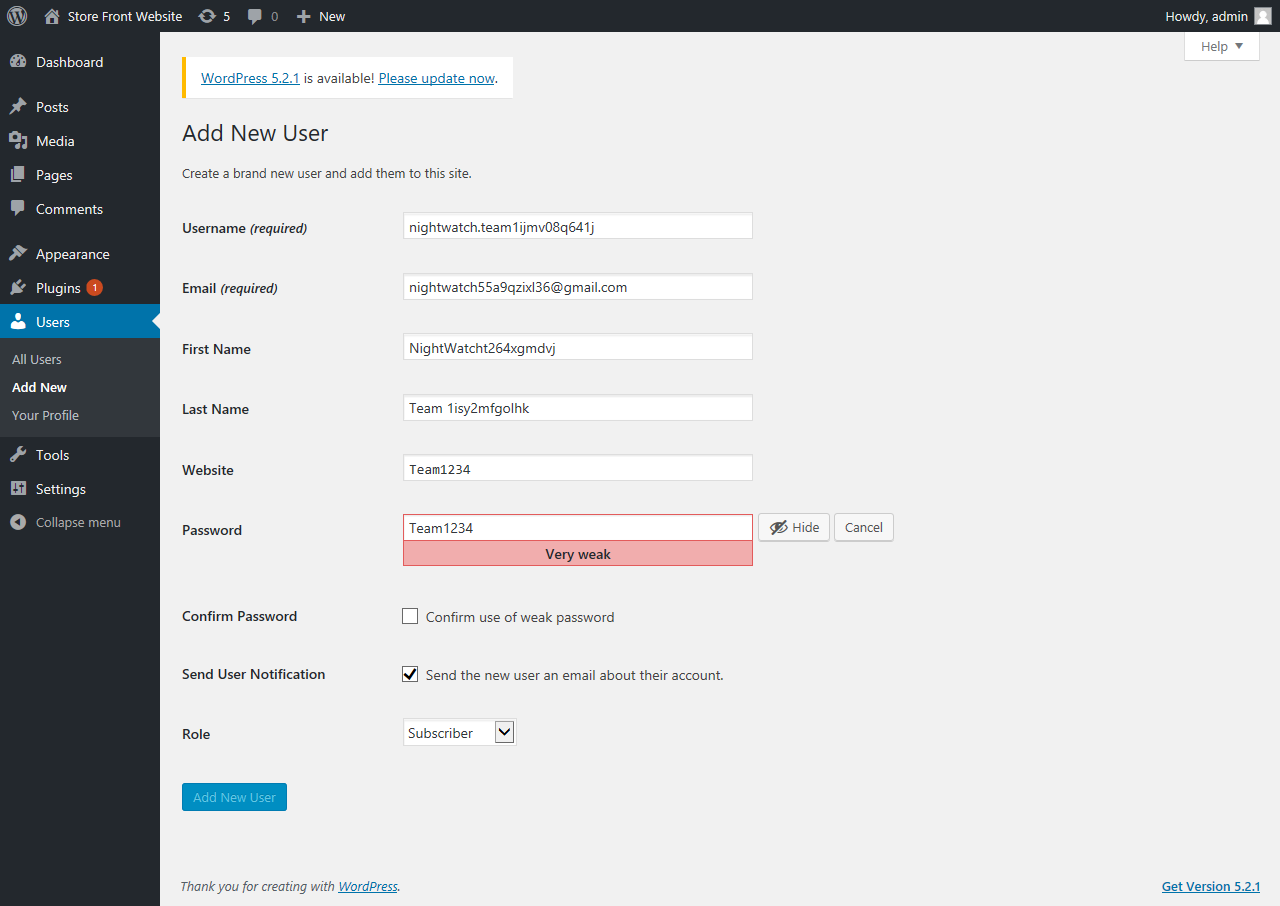 Store Front Website 5 0 New Howdy, admin
Help
Dashboard
Posts
Media
Pages
Comments
Appearance
Plugins 1
Users
All Users
Add New
Your Profile
Tools
Settings
Collapse menu
WordPress 5.2.1 is available! Please update now.
Add New User
Create a brand new user and add them to this site.
Username (required) nightwatch.team1ijmv08q641j
Email (required) nightwatch55a9qzixl36@gmail.com
First Name NightWatcht264xgmdvj
Last Name Team 1isy2mfgolhk
Website Team1234
Password Team1234 Hide Cancel
Very weak
Confirm Password Confirm use of weak password
Send User Notification Send the new user an email about their account.
Role Subscriber
Add New User
Thank you for creating with WordPress. Get Version 5.2.1